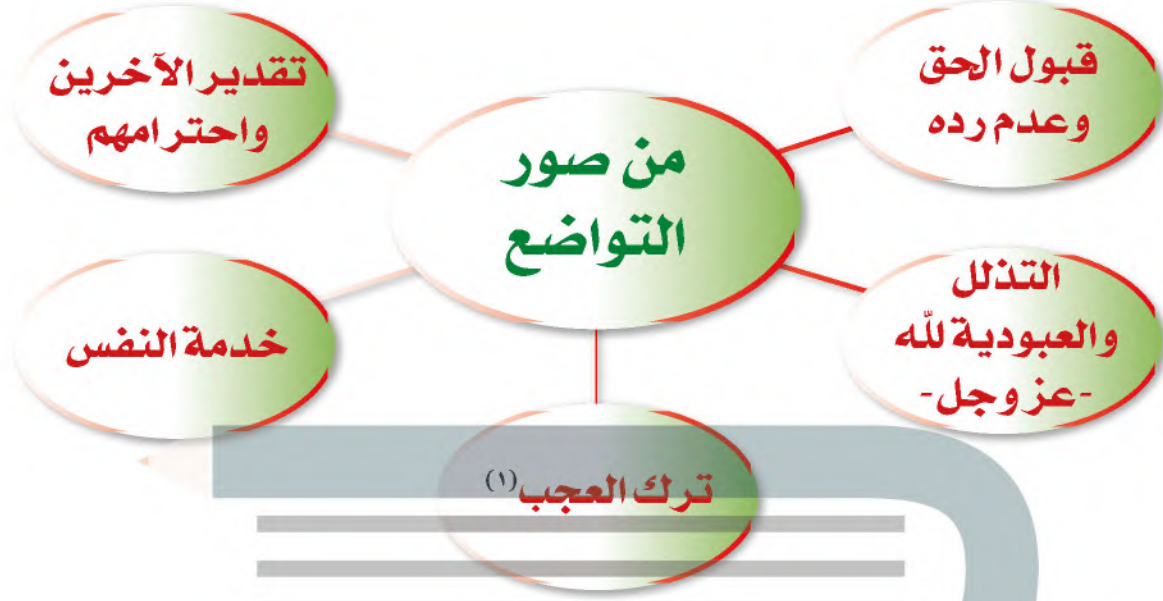 من صور
التواضع
قبول الحق
وعدم رده
التذلل
والعبودية لله
-عز وجل-
ترك العجب(١)
خدمة النفس
تقدير الآخرين
واحترامهم